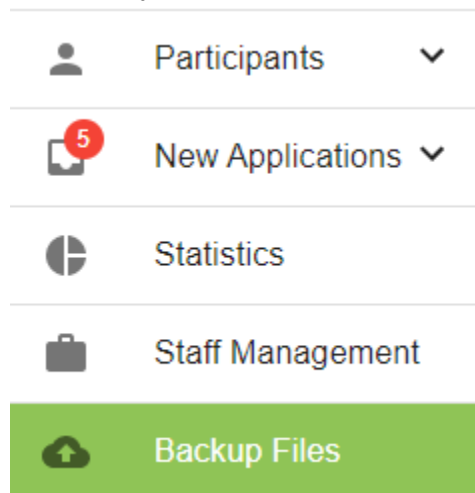 Participants
5
New Applications
Statistics
Staff Management
Backup Files